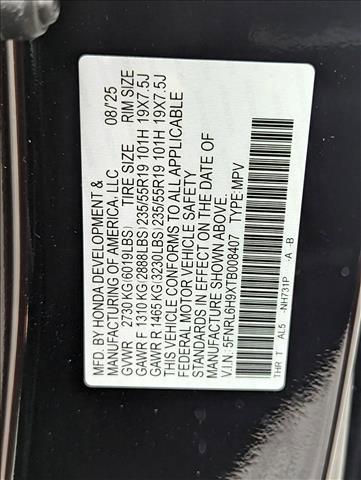 MFD. BY HONDA DEVELOPMENT & 08/25
MANUFACTURING OF AMERICA, LLC
GVWR 2730 KG(6019LBS) TIRE SIZE RIM SIZE
GAWR F 1310 KG(2888LBS) 235/55R19 101H 19X7.5J
GAWR R 1465 KG(3230LBS) 235/55R19 101H 19X7.5J
THIS VEHICLE CONFORMS TO ALL APPLICABLE
FEDERAL MOTOR VEHICLE SAFETY
STANDARDS IN EFFECT ON THE DATE OF
MANUFACTURE SHOWN ABOVE.
V.I.N.: 5FNRL6H9XTB008407 TYPE:MPV
THR T AL5 -NH731P -A -B